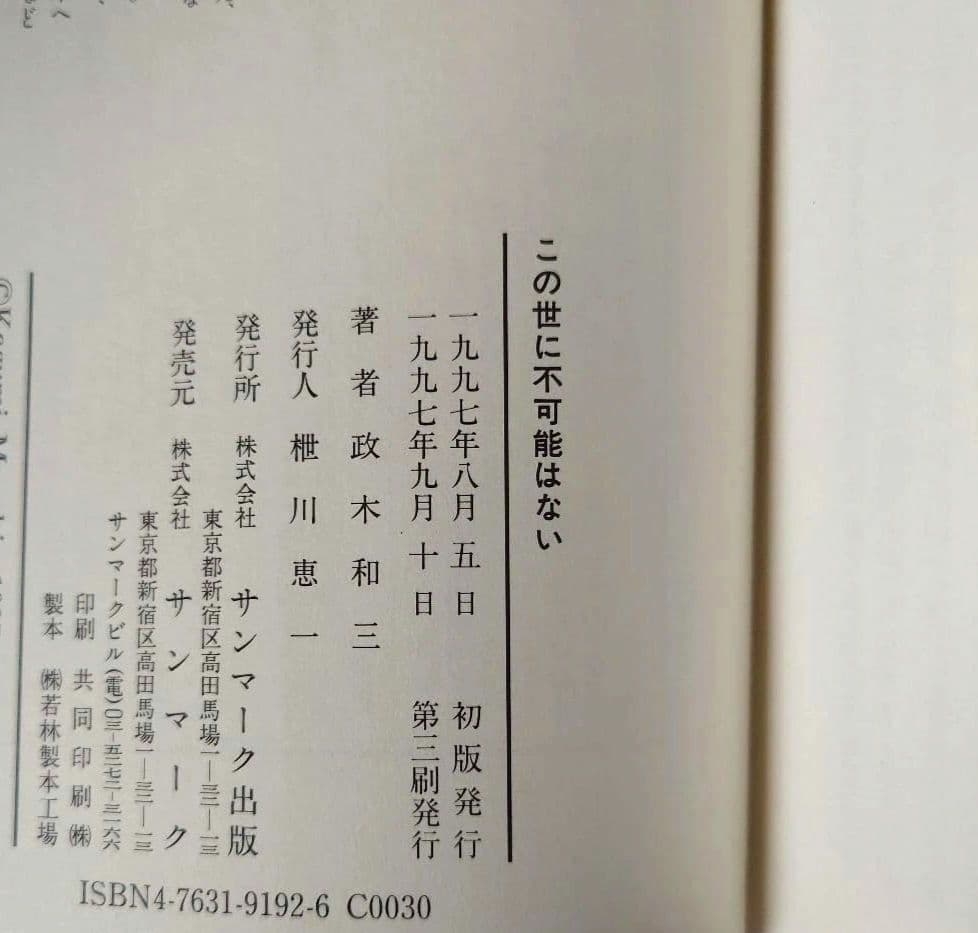 この世に不可能はない
一九九七年八月 五 日 初版発行
一九九七年九月 十 日 第三刷発行
著 者 政 木 和 三
発行人 枻 川 恵 一
発行所 株式会社 サンマーク出版
東京都新宿区高田馬場一―三二―一三
発売元 株式会社 サンマーク
東京都新宿区高田馬場一―三二―一三
サンマークビル(電)〇三-五二七二-三一六六
印刷 共同印刷㈱
製本 ㈱若林製本工場
ISBN4-7631-9192-6 C0030